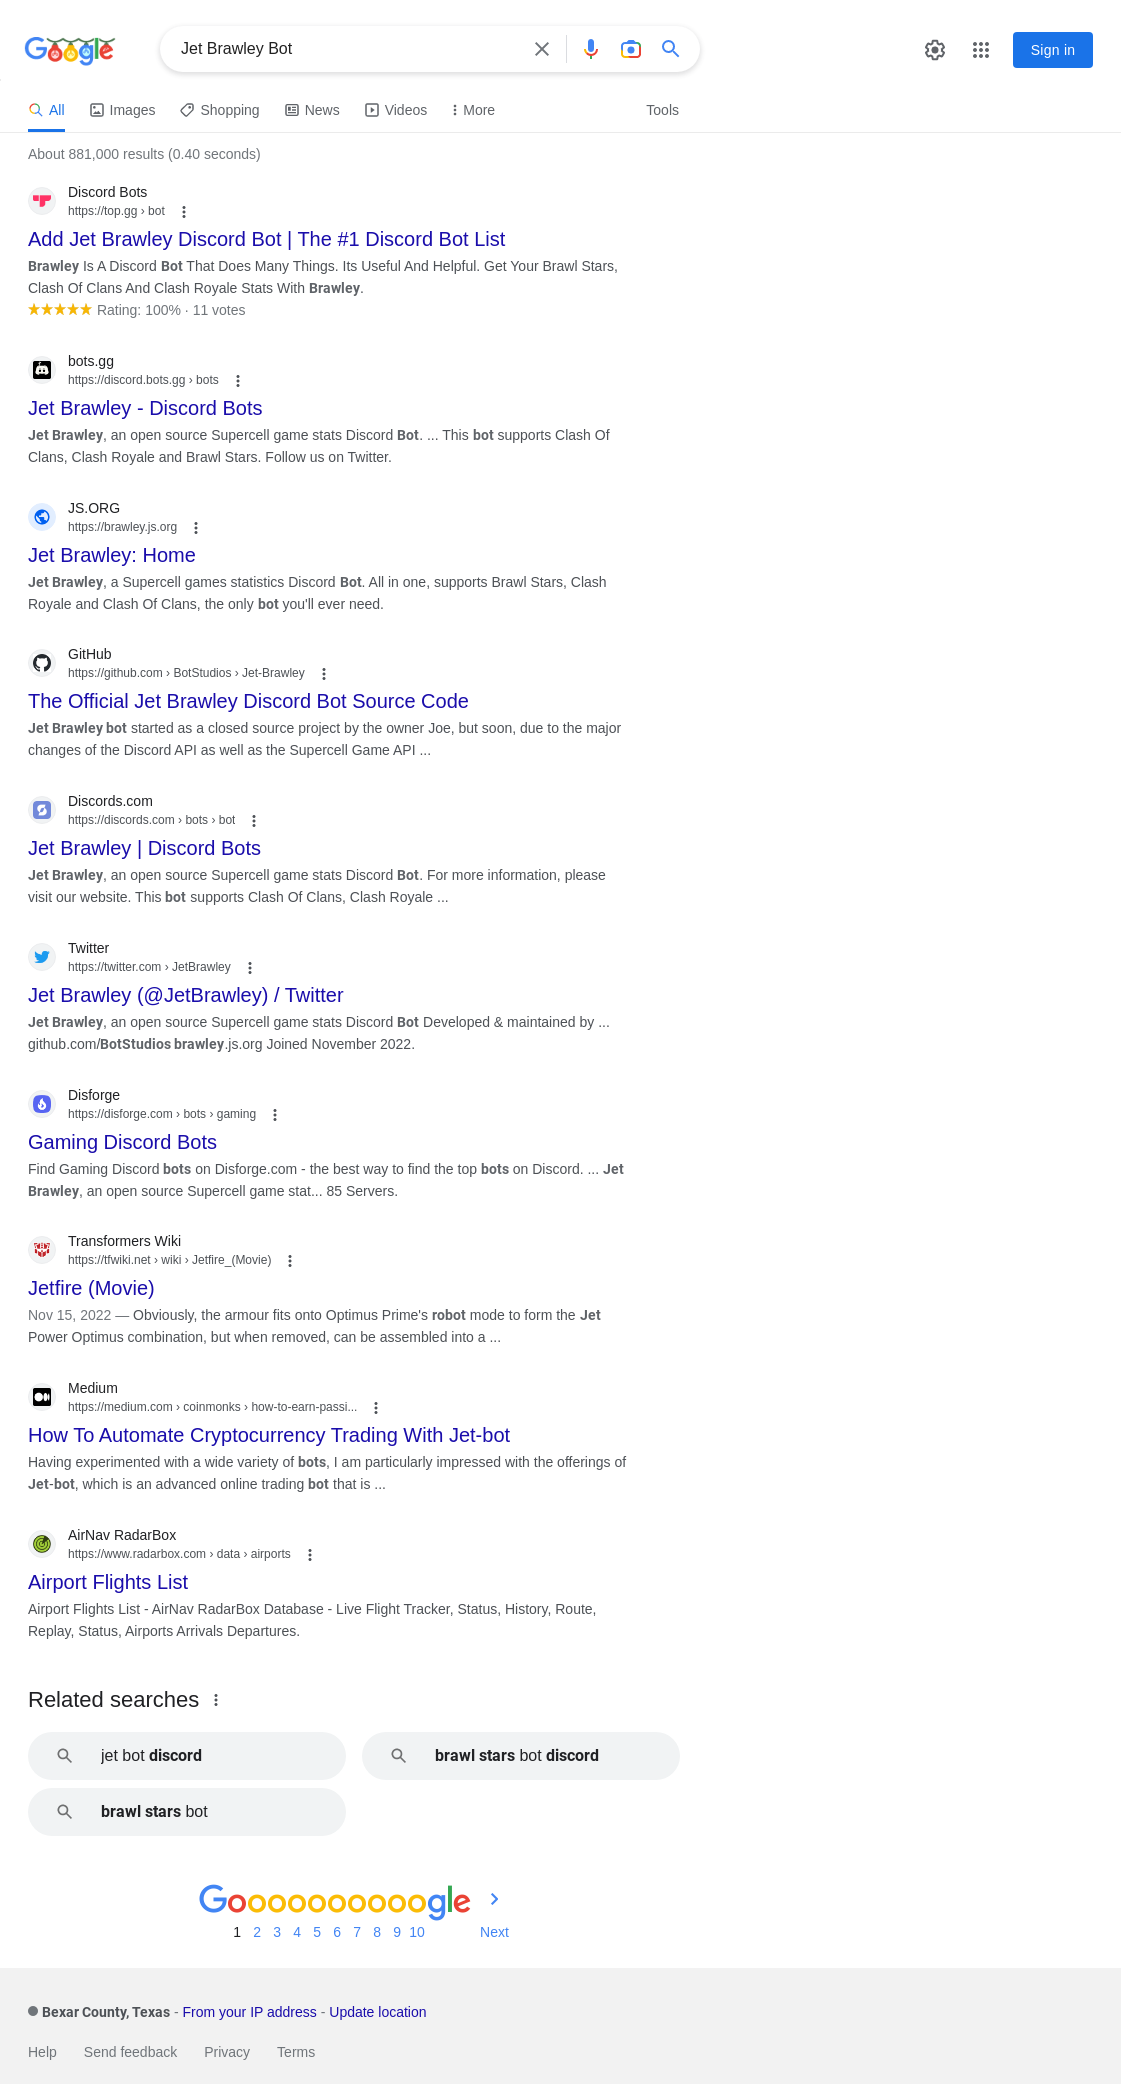 Google
Jet Brawley Bot
Sign in
All Images Shopping News Videos More Tools
About 881,000 results (0.40 seconds)
Discord Bots
https://top.gg › bot
Add Jet Brawley Discord Bot | The #1 Discord Bot List
Brawley Is A Discord Bot That Does Many Things. Its Useful And Helpful. Get Your Brawl Stars,
Clash Of Clans And Clash Royale Stats With Brawley.
Rating: 100% · 11 votes
bots.gg
https://discord.bots.gg › bots
Jet Brawley - Discord Bots
Jet Brawley, an open source Supercell game stats Discord Bot. ... This bot supports Clash Of
Clans, Clash Royale and Brawl Stars. Follow us on Twitter.
JS.ORG
https://brawley.js.org
Jet Brawley: Home
Jet Brawley, a Supercell games statistics Discord Bot. All in one, supports Brawl Stars, Clash
Royale and Clash Of Clans, the only bot you'll ever need.
GitHub
https://github.com › BotStudios › Jet-Brawley
The Official Jet Brawley Discord Bot Source Code
Jet Brawley bot started as a closed source project by the owner Joe, but soon, due to the major
changes of the Discord API as well as the Supercell Game API ...
Discords.com
https://discords.com › bots › bot
Jet Brawley | Discord Bots
Jet Brawley, an open source Supercell game stats Discord Bot. For more information, please
visit our website. This bot supports Clash Of Clans, Clash Royale ...
Twitter
https://twitter.com › JetBrawley
Jet Brawley (@JetBrawley) / Twitter
Jet Brawley, an open source Supercell game stats Discord Bot Developed & maintained by ...
github.com/BotStudios brawley.js.org Joined November 2022.
Disforge
https://disforge.com › bots › gaming
Gaming Discord Bots
Find Gaming Discord bots on Disforge.com - the best way to find the top bots on Discord. ... Jet
Brawley, an open source Supercell game stat... 85 Servers.
Transformers Wiki
https://tfwiki.net › wiki › Jetfire_(Movie)
Jetfire (Movie)
Nov 15, 2022 — Obviously, the armour fits onto Optimus Prime's robot mode to form the Jet
Power Optimus combination, but when removed, can be assembled into a ...
Medium
https://medium.com › coinmonks › how-to-earn-passi...
How To Automate Cryptocurrency Trading With Jet-bot
Having experimented with a wide variety of bots, I am particularly impressed with the offerings of
Jet-bot, which is an advanced online trading bot that is ...
AirNav RadarBox
https://www.radarbox.com › data › airports
Airport Flights List
Airport Flights List - AirNav RadarBox Database - Live Flight Tracker, Status, History, Route,
Replay, Status, Airports Arrivals Departures.
Related searches
jet bot discord
brawl stars bot discord
brawl stars bot
Goooooooooogle
1 2 3 4 5 6 7 8 9 10 Next
Bexar County, Texas - From your IP address - Update location
Help Send feedback Privacy Terms